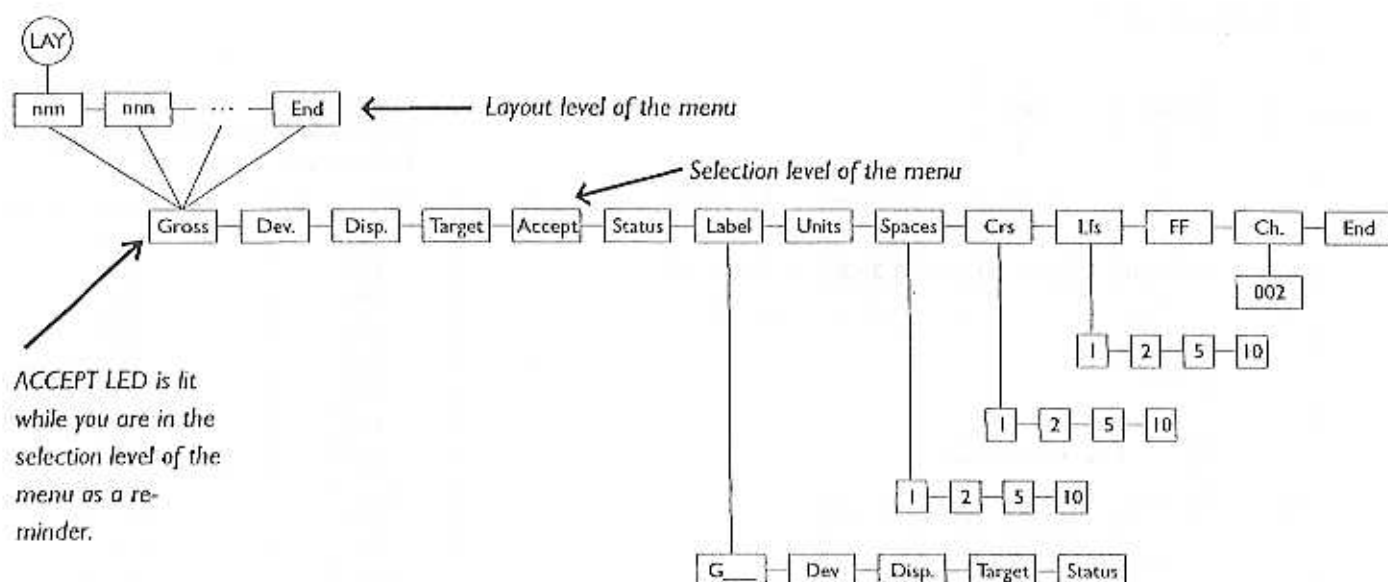 LAY
nnn nnn ... End Layout level of the menu
Selection level of the menu
Gross Dev. Disp. Target Accept Status Label Units Spaces Crs Lfs FF Ch. End
002
1 2 5 10
ACCEPT LED is lit
while you are in the
selection level of the
menu as a re-
minder.
1 2 5 10
1 2 5 10
G___ Dev Disp. Target Status